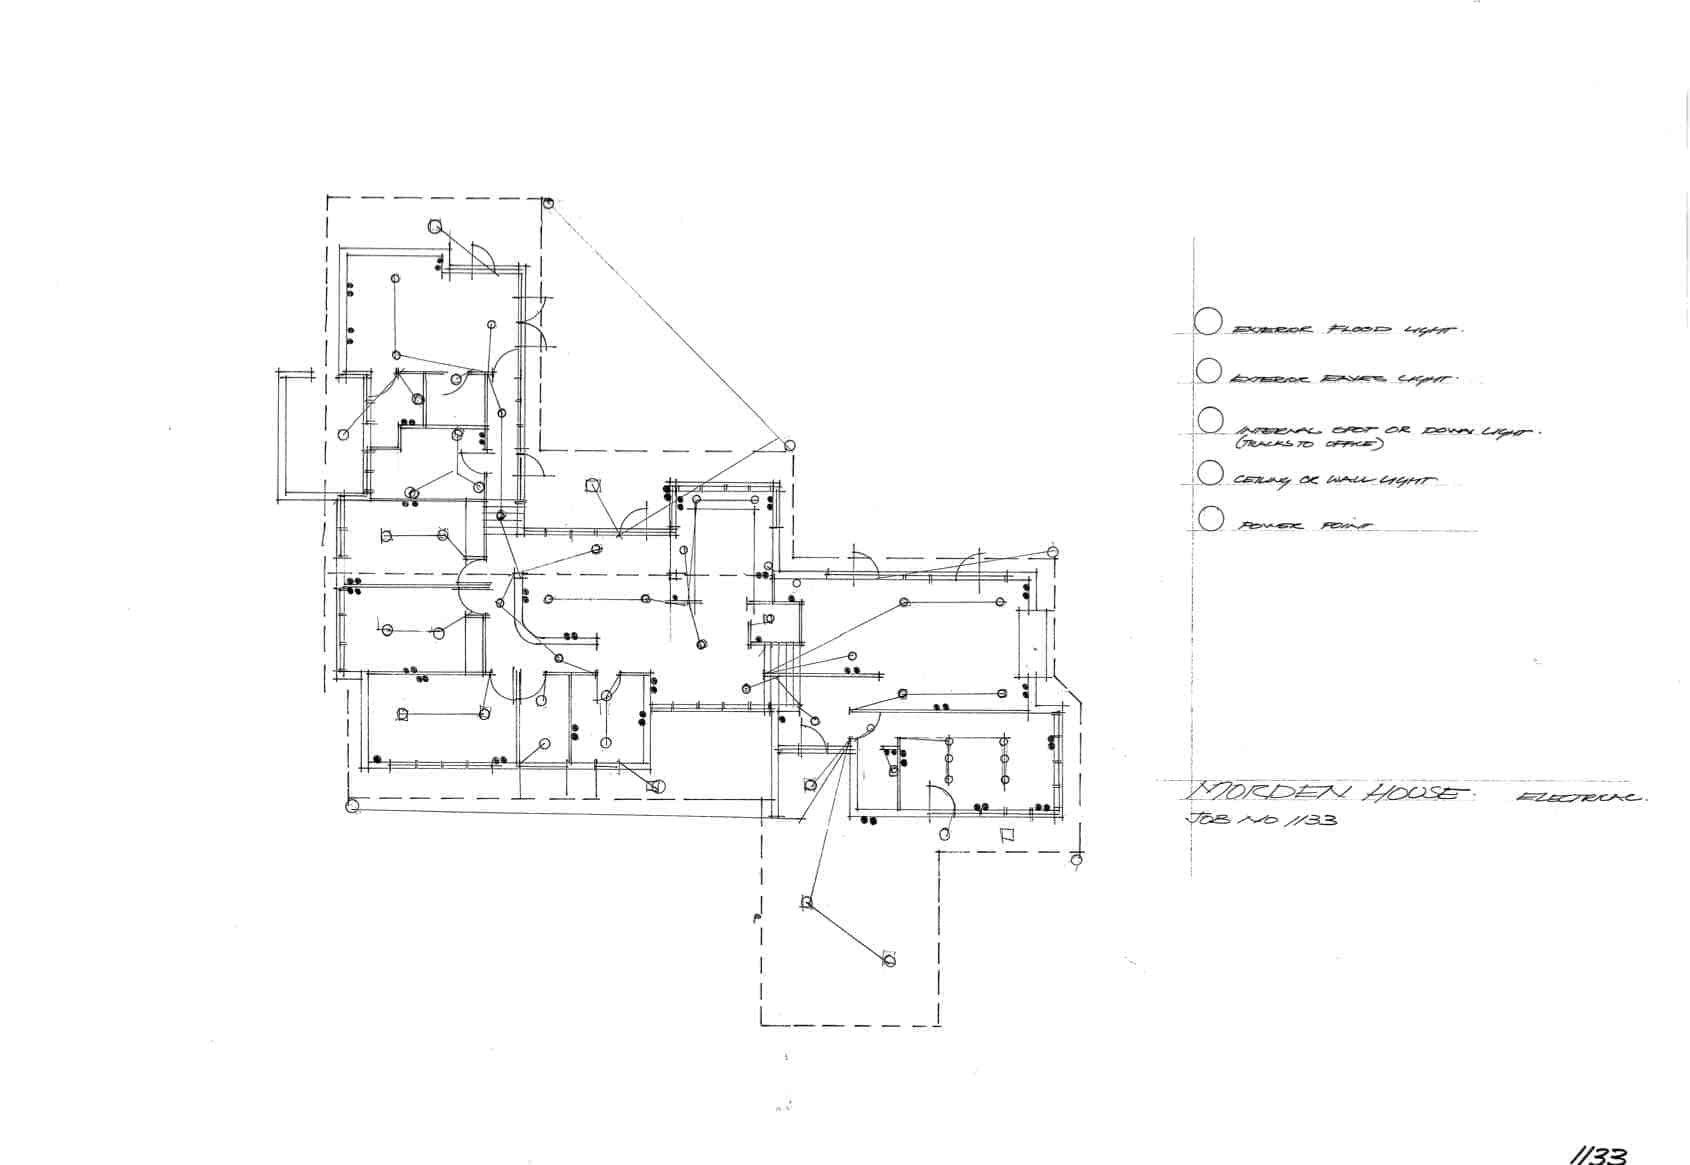 EXTERIOR FLOOD LIGHT.
EXTERIOR EAVES LIGHT.
INTERNAL SPOT OR DOWN LIGHT.
(TRACKS TO OFFICE)
CEILING OR WALL LIGHT
POWER POINT
MORDEN HOUSE. ELECTRICAL.
JOB NO 1133
P
1133